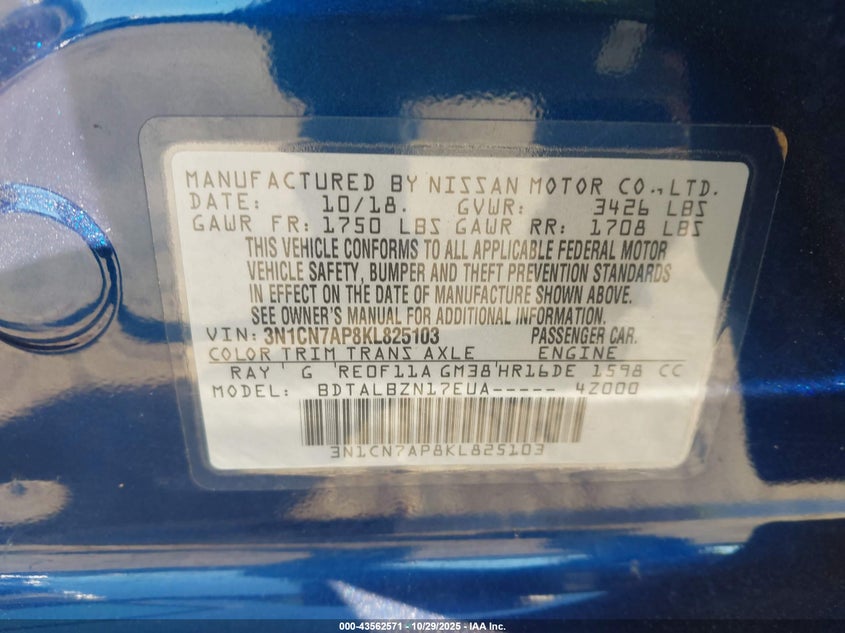 MANUFACTURED BY NISSAN MOTOR CO.,LTD.
DATE: 10/18. GVWR: 3426 LBS
GAWR FR: 1750 LBS GAWR RR: 1708 LBS
THIS VEHICLE CONFORMS TO ALL APPLICABLE FEDERAL MOTOR
VEHICLE SAFETY, BUMPER AND THEFT PREVENTION STANDARDS
IN EFFECT ON THE DATE OF MANUFACTURE SHOWN ABOVE.
SEE OWNER'S MANUAL FOR ADDITIONAL INFORMATION
VIN: 3N1CN7AP8KL825103 PASSENGER CAR.
COLOR TRIM TRANS AXLE ENGINE
RAY G RE0F11A GM38 HR16DE 1598 CC
MODEL: BDTALBZN17EUA----- 4Z000
3N1CN7AP8KL825103
000-43562571 | 10/29/2025 | IAA Inc.